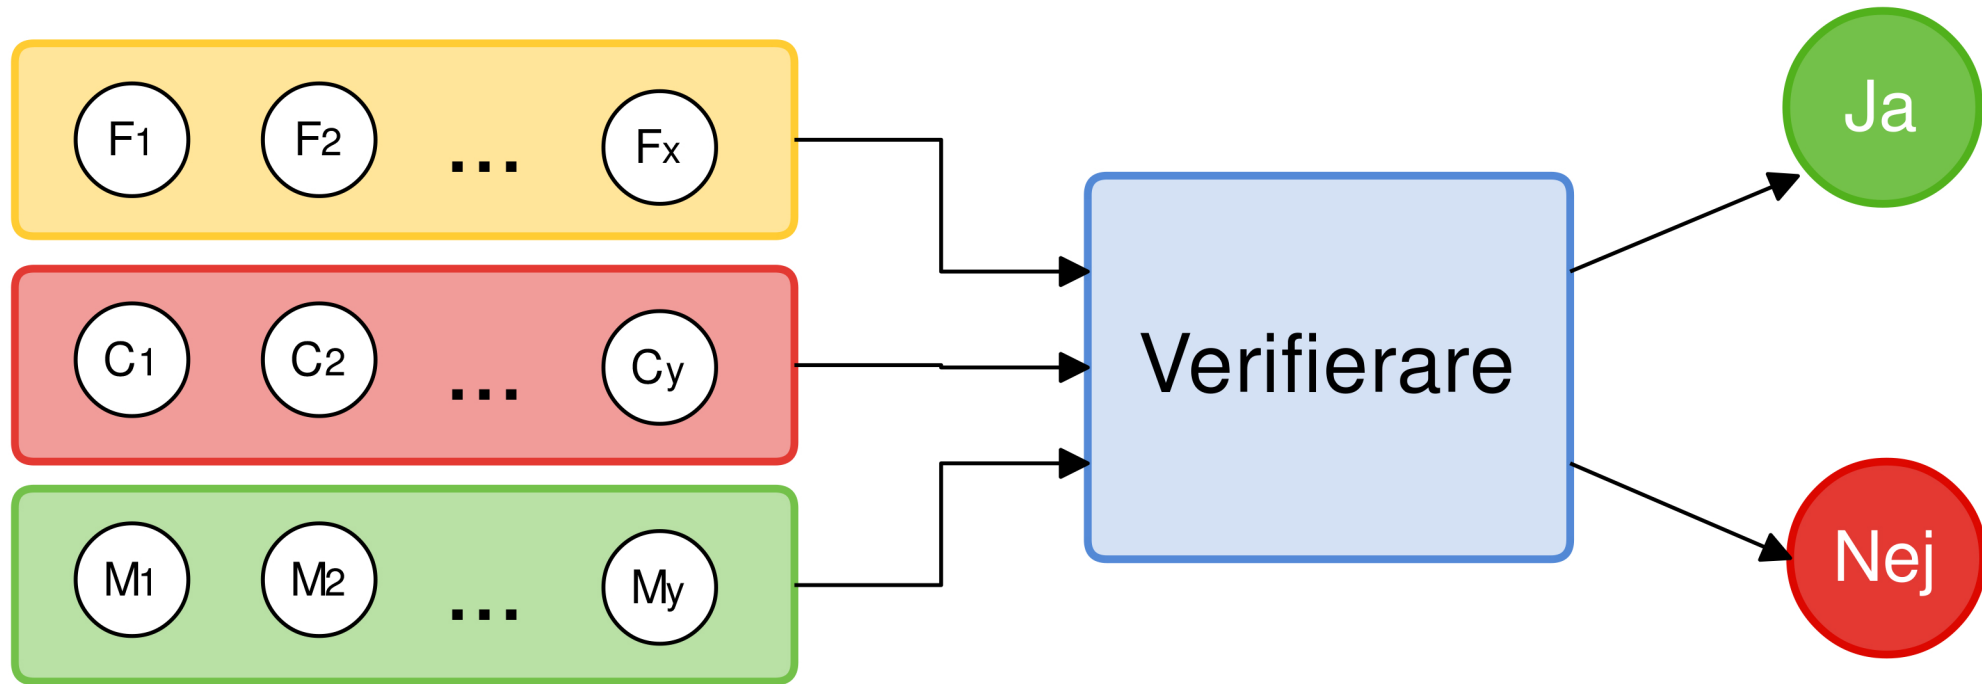 F1 F2 ... Fx
C1 C2 ... Cy
M1 M2 ... My
Verifierare
Ja
Nej